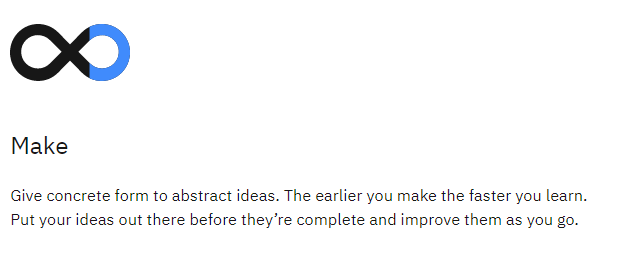 Make
Give concrete form to abstract ideas. The earlier you make the faster you learn.
Put your ideas out there before they’re complete and improve them as you go.